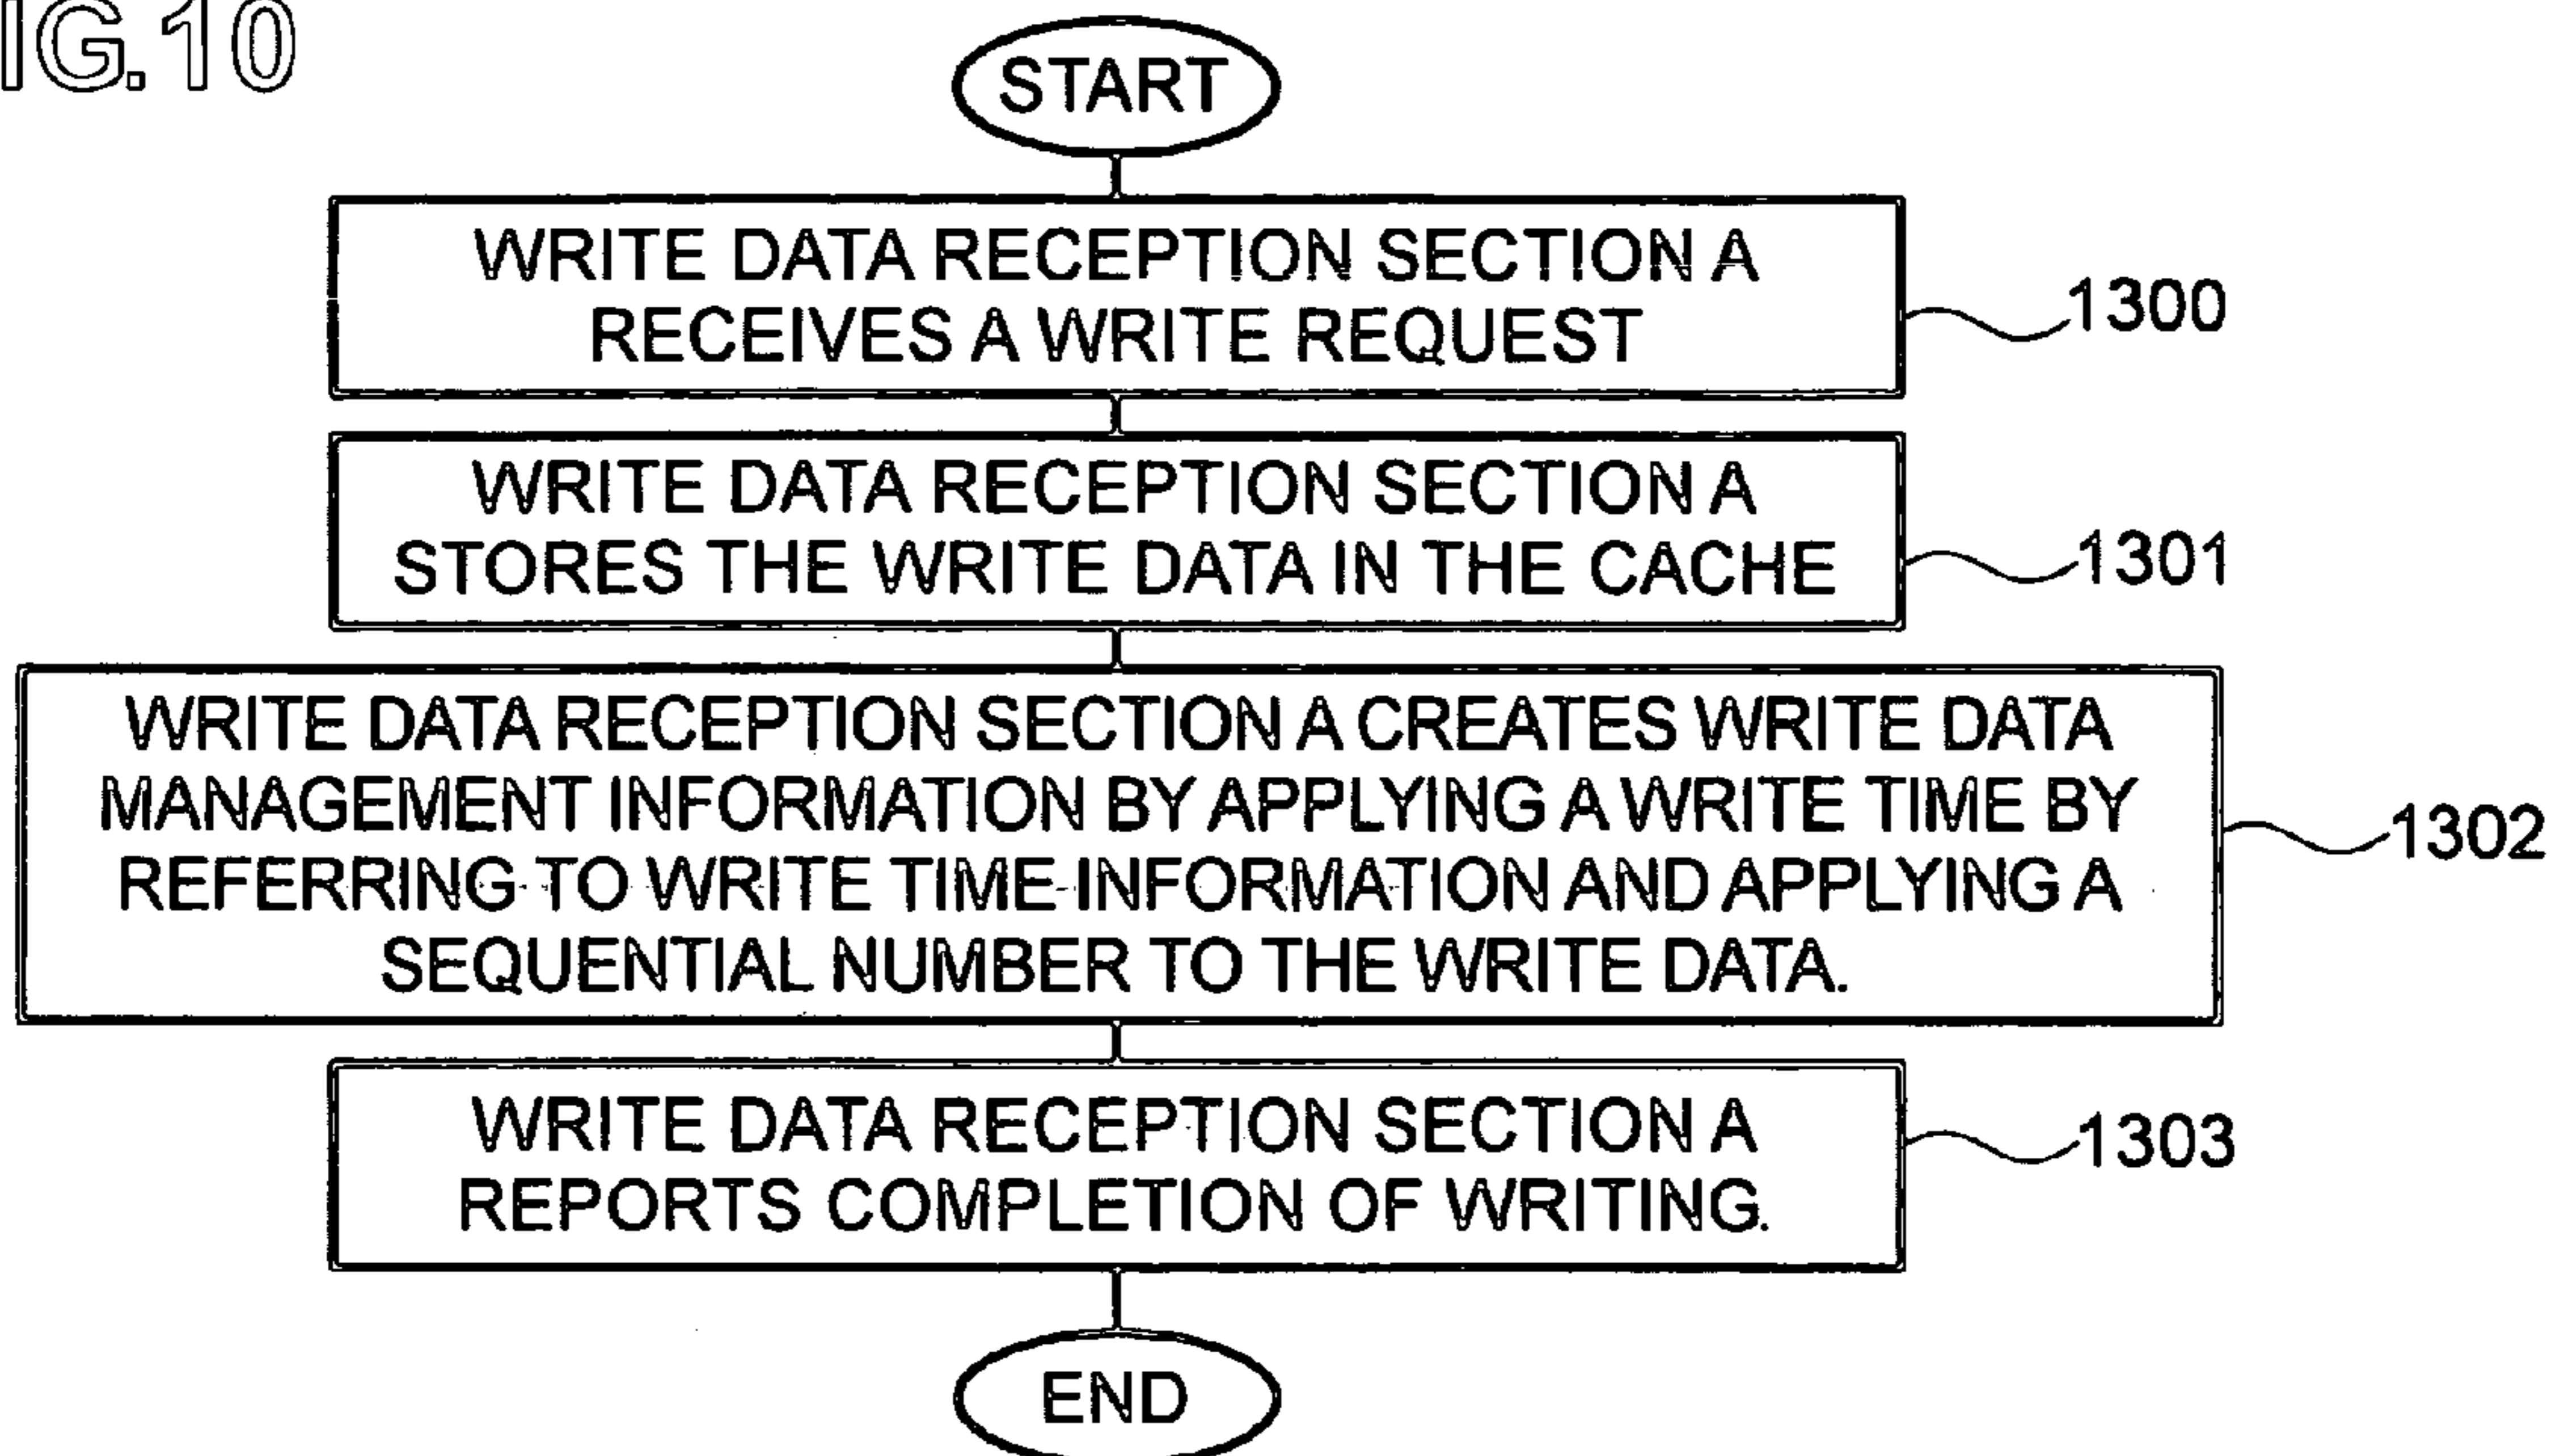 IG.10
START
WRITE DATA RECEPTION SECTION A
RECEIVES A WRITE REQUEST
1300
WRITE DATA RECEPTION SECTION A
STORES THE WRITE DATA IN THE CACHE
1301
WRITE DATA RECEPTION SECTION A CREATES WRITE DATA
MANAGEMENT INFORMATION BY APPLYING A WRITE TIME BY
REFERRING TO WRITE TIME INFORMATION AND APPLYING A
SEQUENTIAL NUMBER TO THE WRITE DATA.
1302
WRITE DATA RECEPTION SECTION A
REPORTS COMPLETION OF WRITING.
1303
END